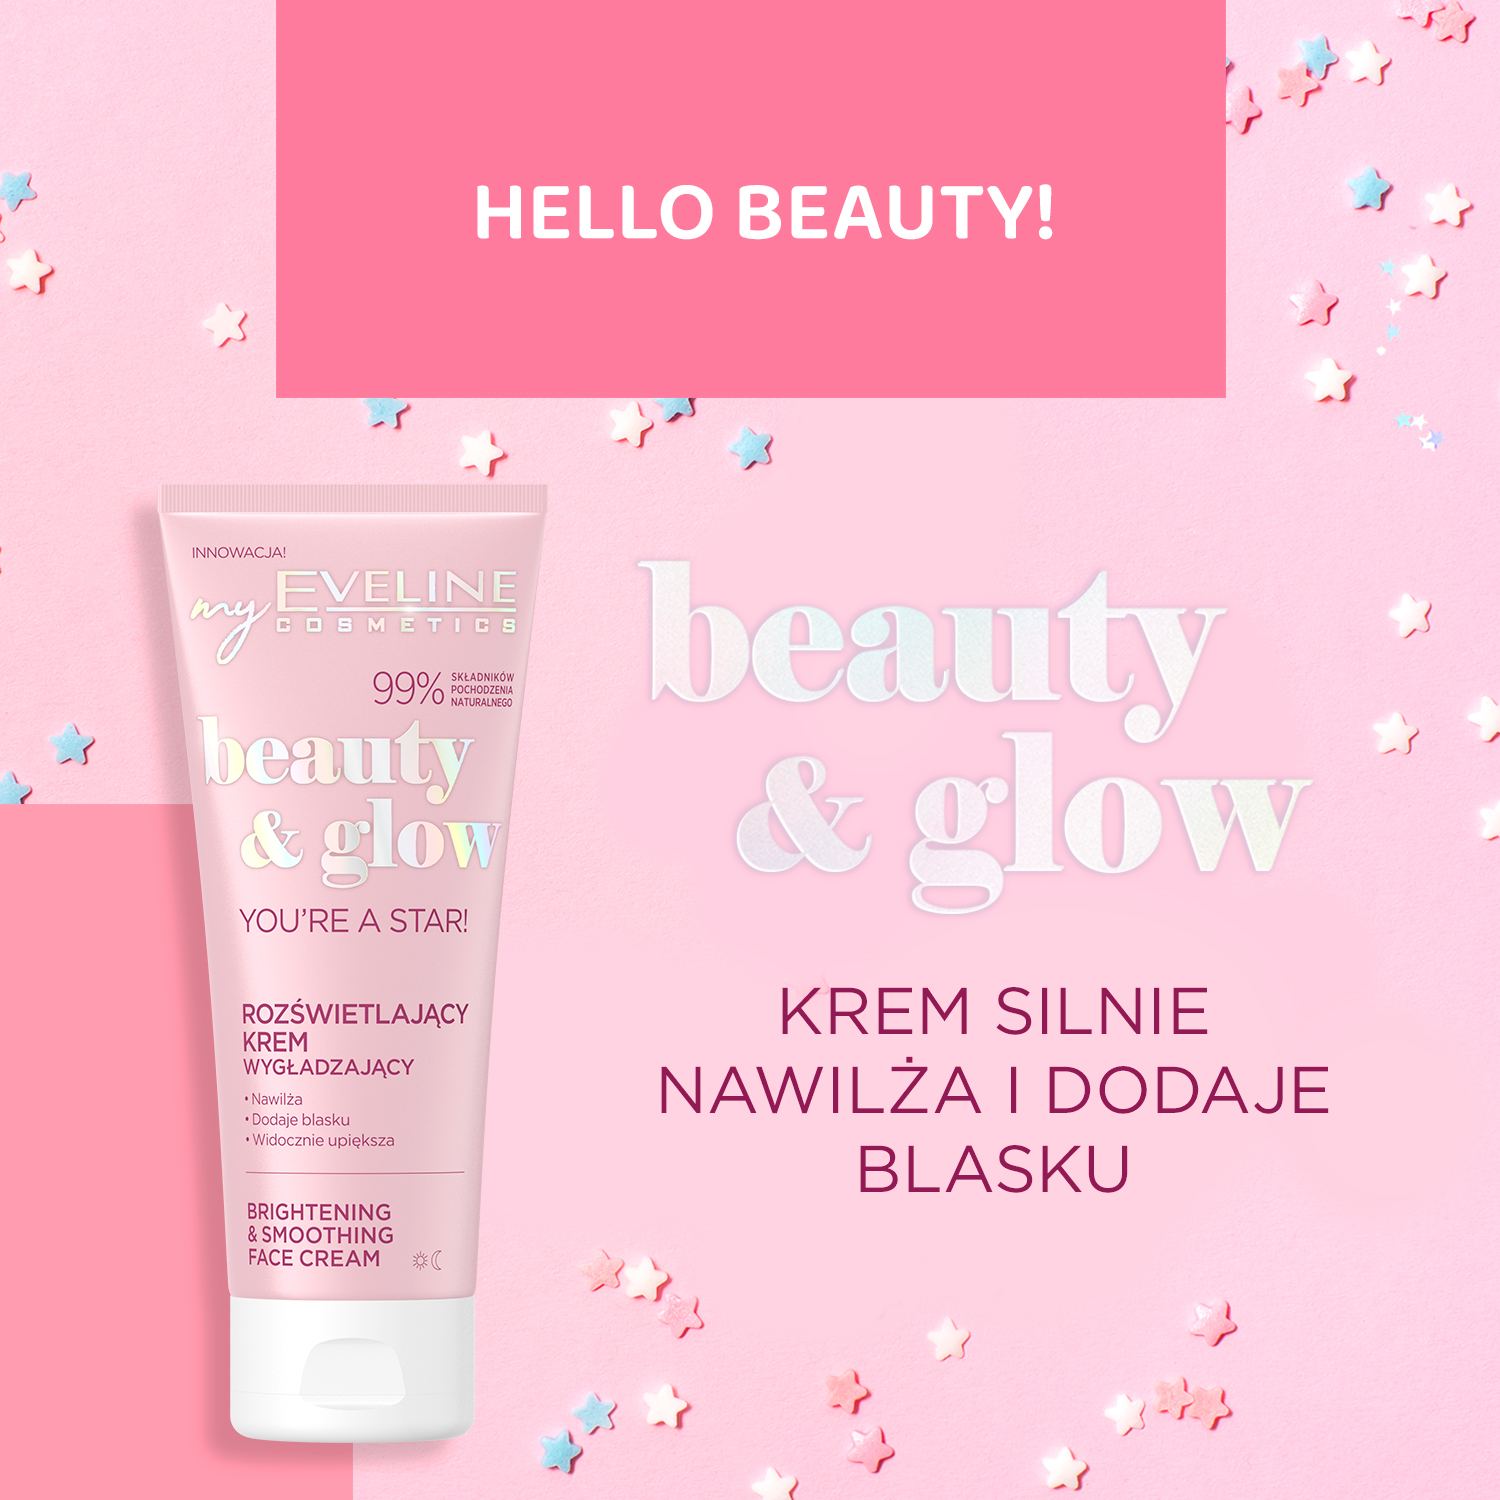 HELLO BEAUTY!
INNOWACJA!
my EVELINE
COSMETICS
99% SKŁADNIKÓW
POCHODZENIA
NATURALNEGO
beauty
& glow
YOU'RE A STAR!
ROZŚWIETLAJĄCY
KREM
WYGŁADZAJĄCY
• Nawilża
• Dodaje blasku
• Widocznie upiększa
BRIGHTENING
& SMOOTHING
FACE CREAM
beauty
& glow
KREM SILNIE
NAWILŻA I DODAJE
BLASKU